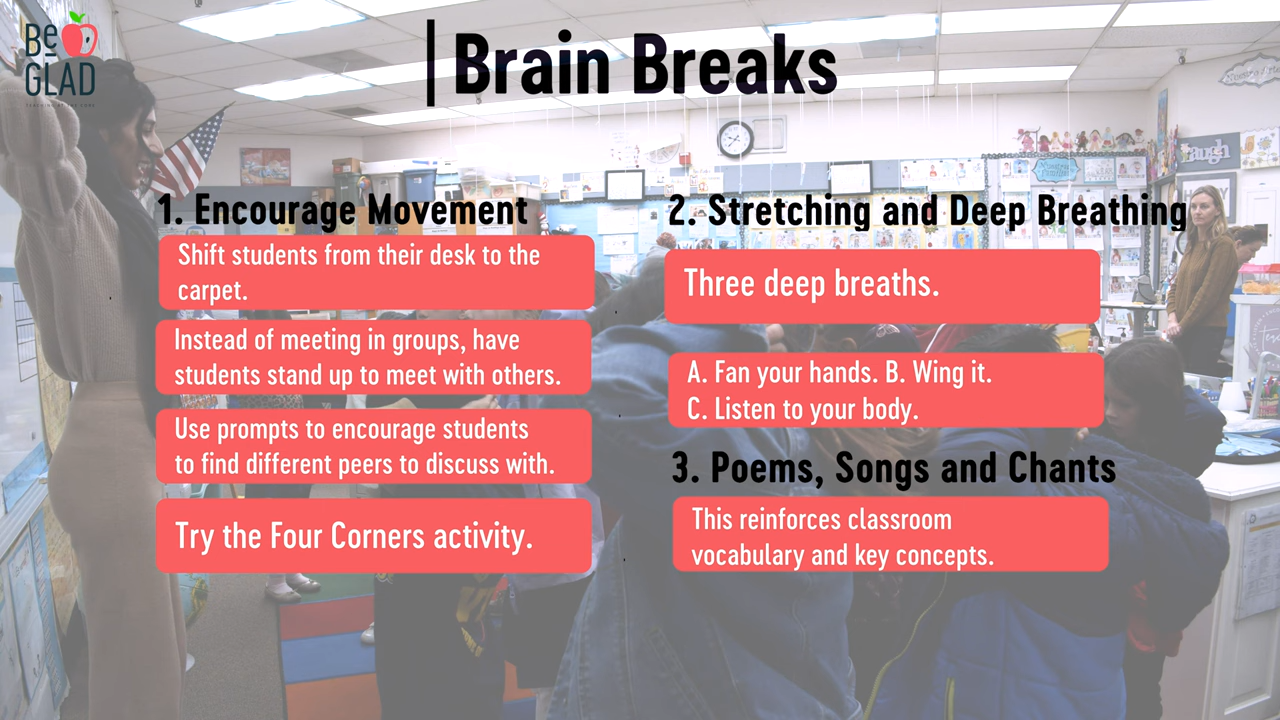 Be
GLAD
Brain Breaks
1. Encourage Movement
Shift students from their desk to the
carpet.
Instead of meeting in groups, have
students stand up to meet with others.
Use prompts to encourage students
to find different peers to discuss with.
Try the Four Corners activity.
2. Stretching and Deep Breathing
Three deep breaths.
A. Fan your hands. B. Wing it.
C. Listen to your body.
3. Poems, Songs and Chants
This reinforces classroom
vocabulary and key concepts.
laugh